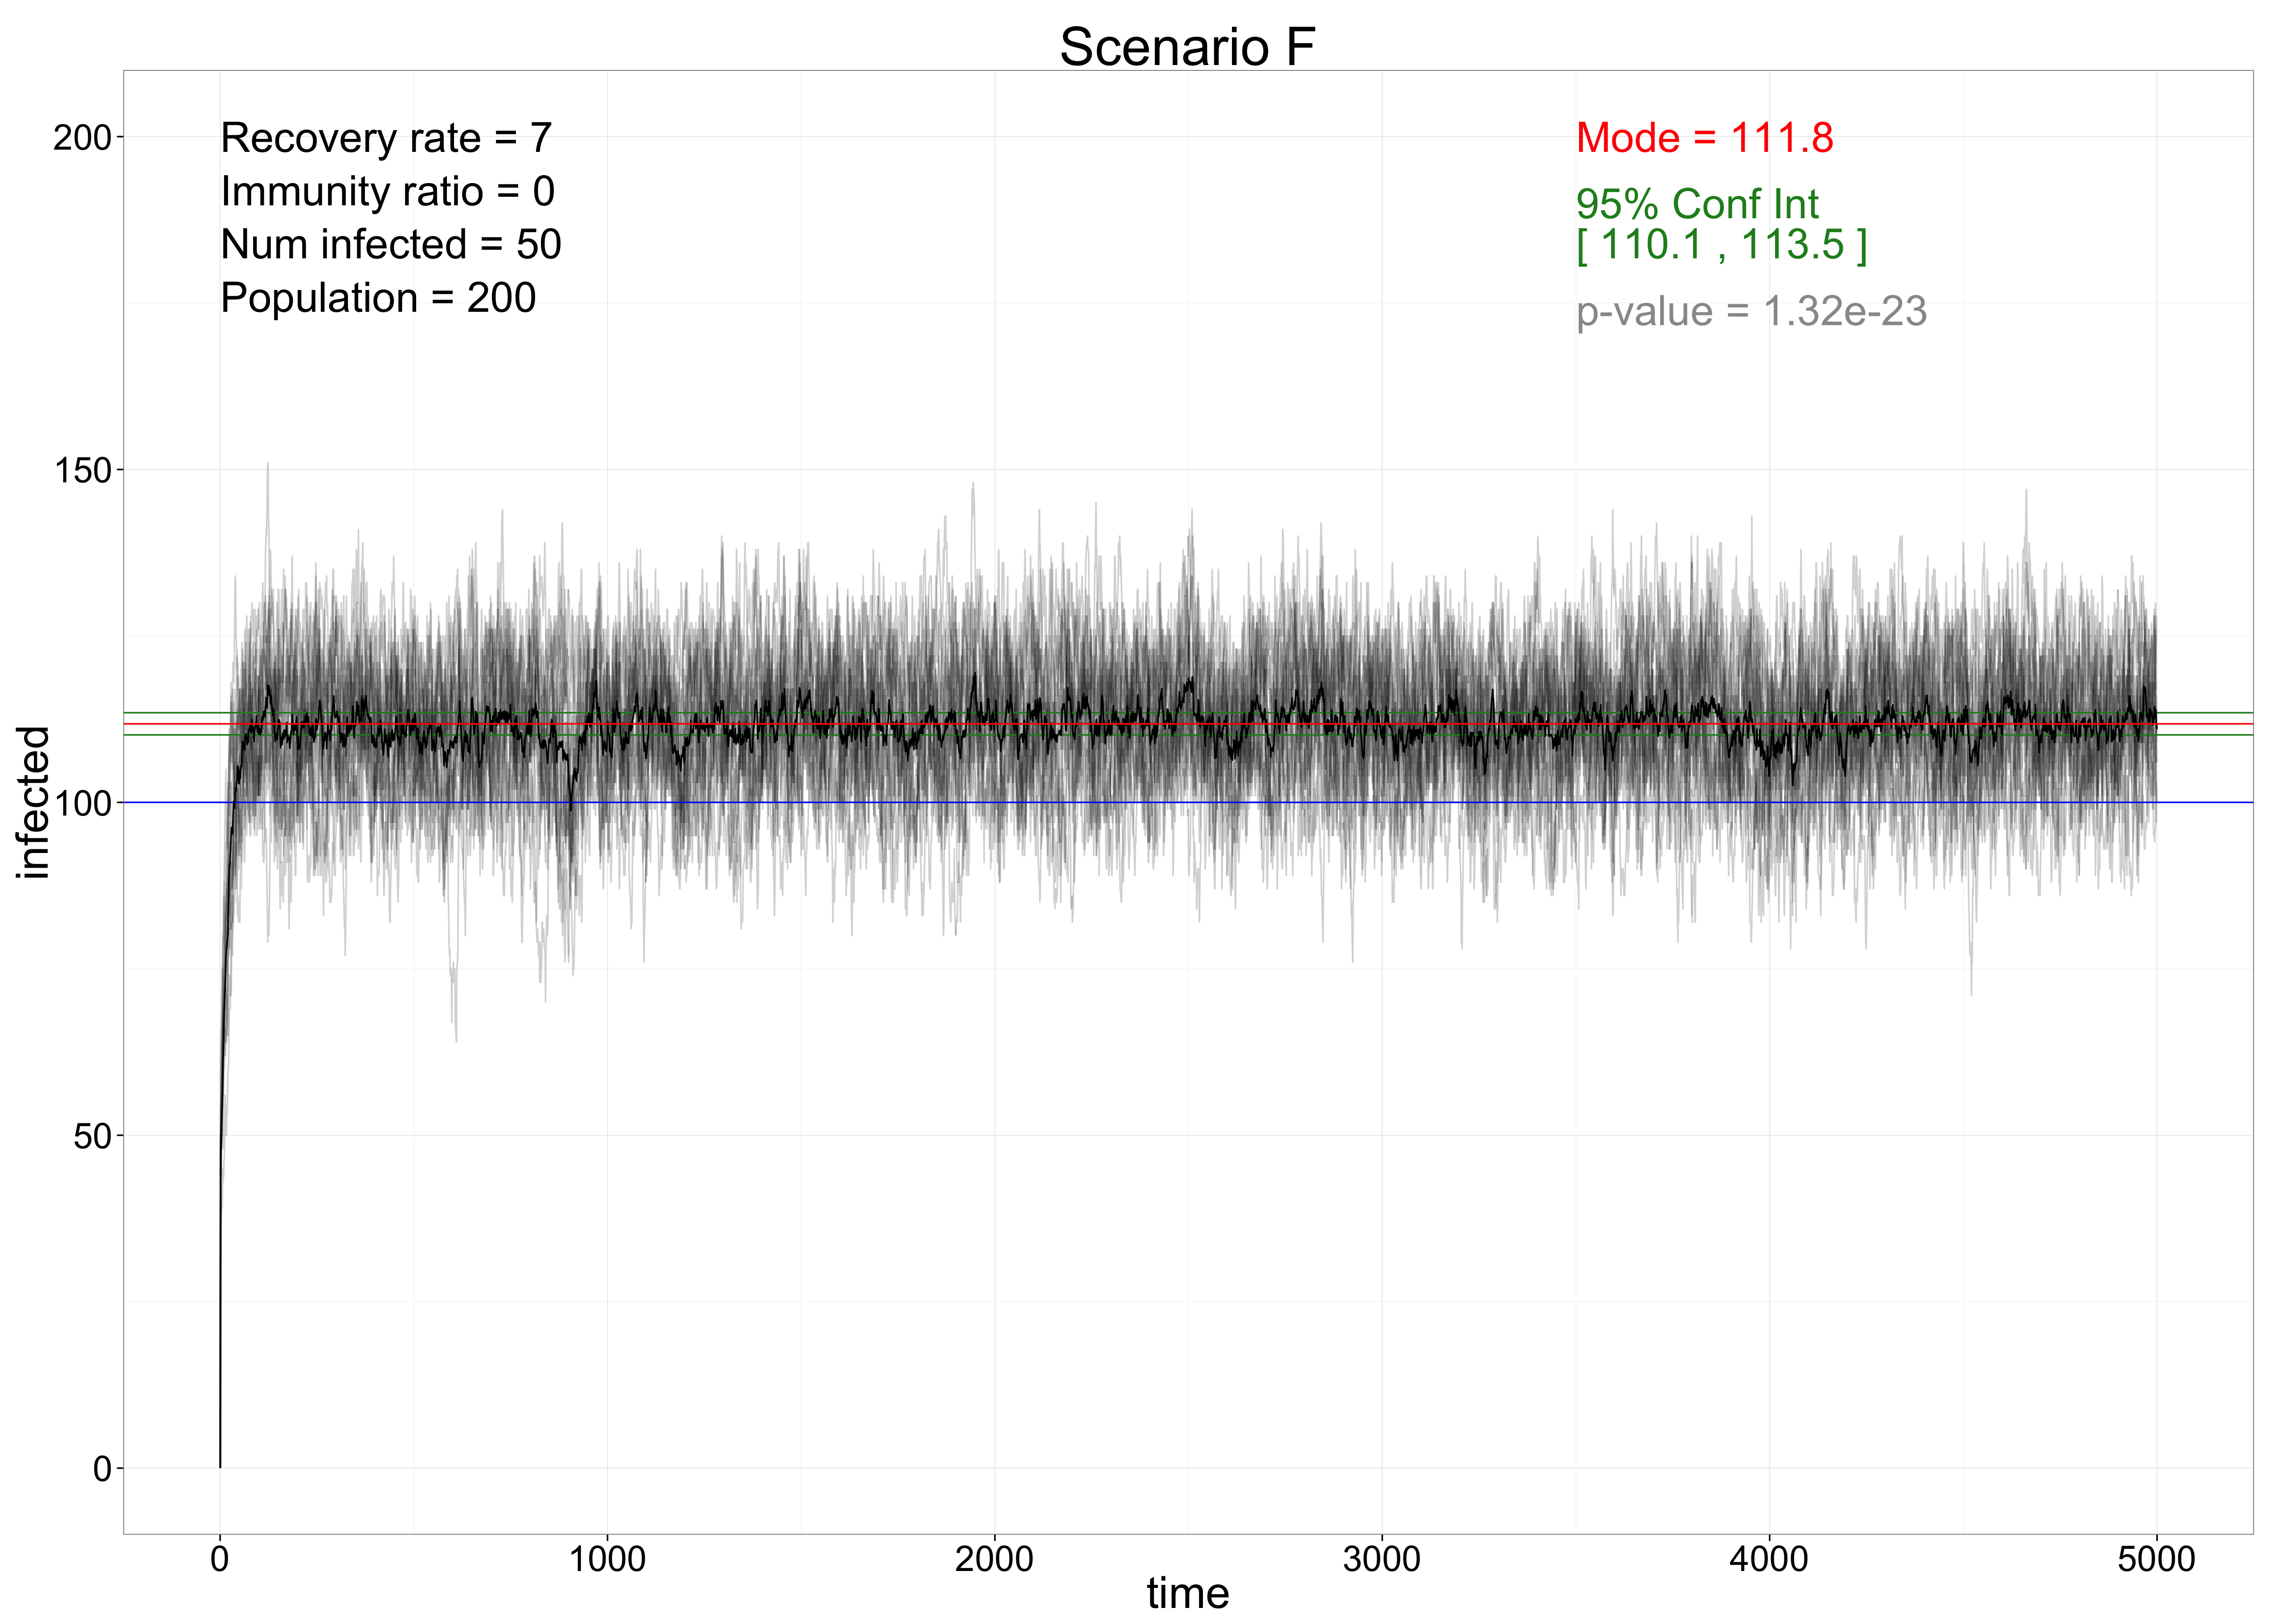 Scenario F
Recovery rate = 7
Immunity ratio = 0
Num infected = 50
Population = 200
Mode = 111.8
95% Conf Int
[ 110.1 , 113.5 ]
p-value = 1.32e-23
infected
200
150
100
50
0
0 1000 2000 3000 4000 5000
time